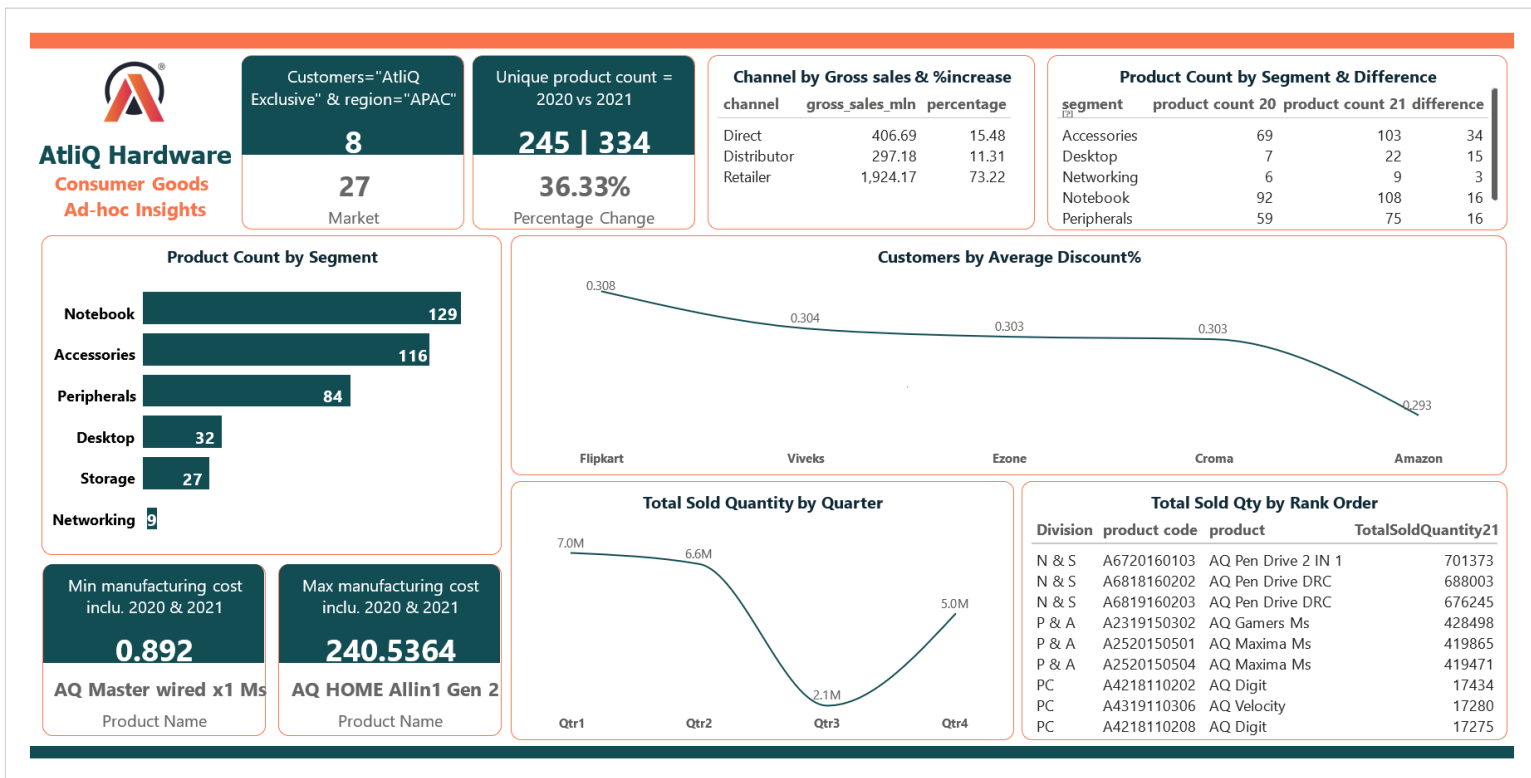 AtliQ Hardware
Consumer Goods
Ad-hoc Insights
Customers="AtliQ
Exclusive" & region="APAC"
8
27
Market
Unique product count =
2020 vs 2021
245 | 334
36.33%
Percentage Change
Channel by Gross sales & %increase
channel gross_sales_mln percentage
Direct 406.69 15.48
Distributor 297.18 11.31
Retailer 1,924.17 73.22
Product Count by Segment & Difference
segment product count 20 product count 21 difference
Accessories 69 103 34
Desktop 7 22 15
Networking 6 9 3
Notebook 92 108 16
Peripherals 59 75 16
Product Count by Segment
Notebook 129
Accessories 116
Peripherals 84
Desktop 32
Storage 27
Networking 9
Customers by Average Discount%
0.308 0.304 0.303 0.303 0.293
Flipkart Viveks Ezone Croma Amazon
Min manufacturing cost
inclu. 2020 & 2021
0.892
AQ Master wired x1 Ms
Product Name
Max manufacturing cost
inclu. 2020 & 2021
240.5364
AQ HOME Allin1 Gen 2
Product Name
Total Sold Quantity by Quarter
7.0M 6.6M 2.1M 5.0M
Qtr1 Qtr2 Qtr3 Qtr4
Total Sold Qty by Rank Order
Division product code product TotalSoldQuantity21
N & S A6720160103 AQ Pen Drive 2 IN 1 701373
N & S A6818160202 AQ Pen Drive DRC 688003
N & S A6819160203 AQ Pen Drive DRC 676245
P & A A2319150302 AQ Gamers Ms 428498
P & A A2520150501 AQ Maxima Ms 419865
P & A A2520150504 AQ Maxima Ms 419471
PC A4218110202 AQ Digit 17434
PC A4319110306 AQ Velocity 17280
PC A4218110208 AQ Digit 17275